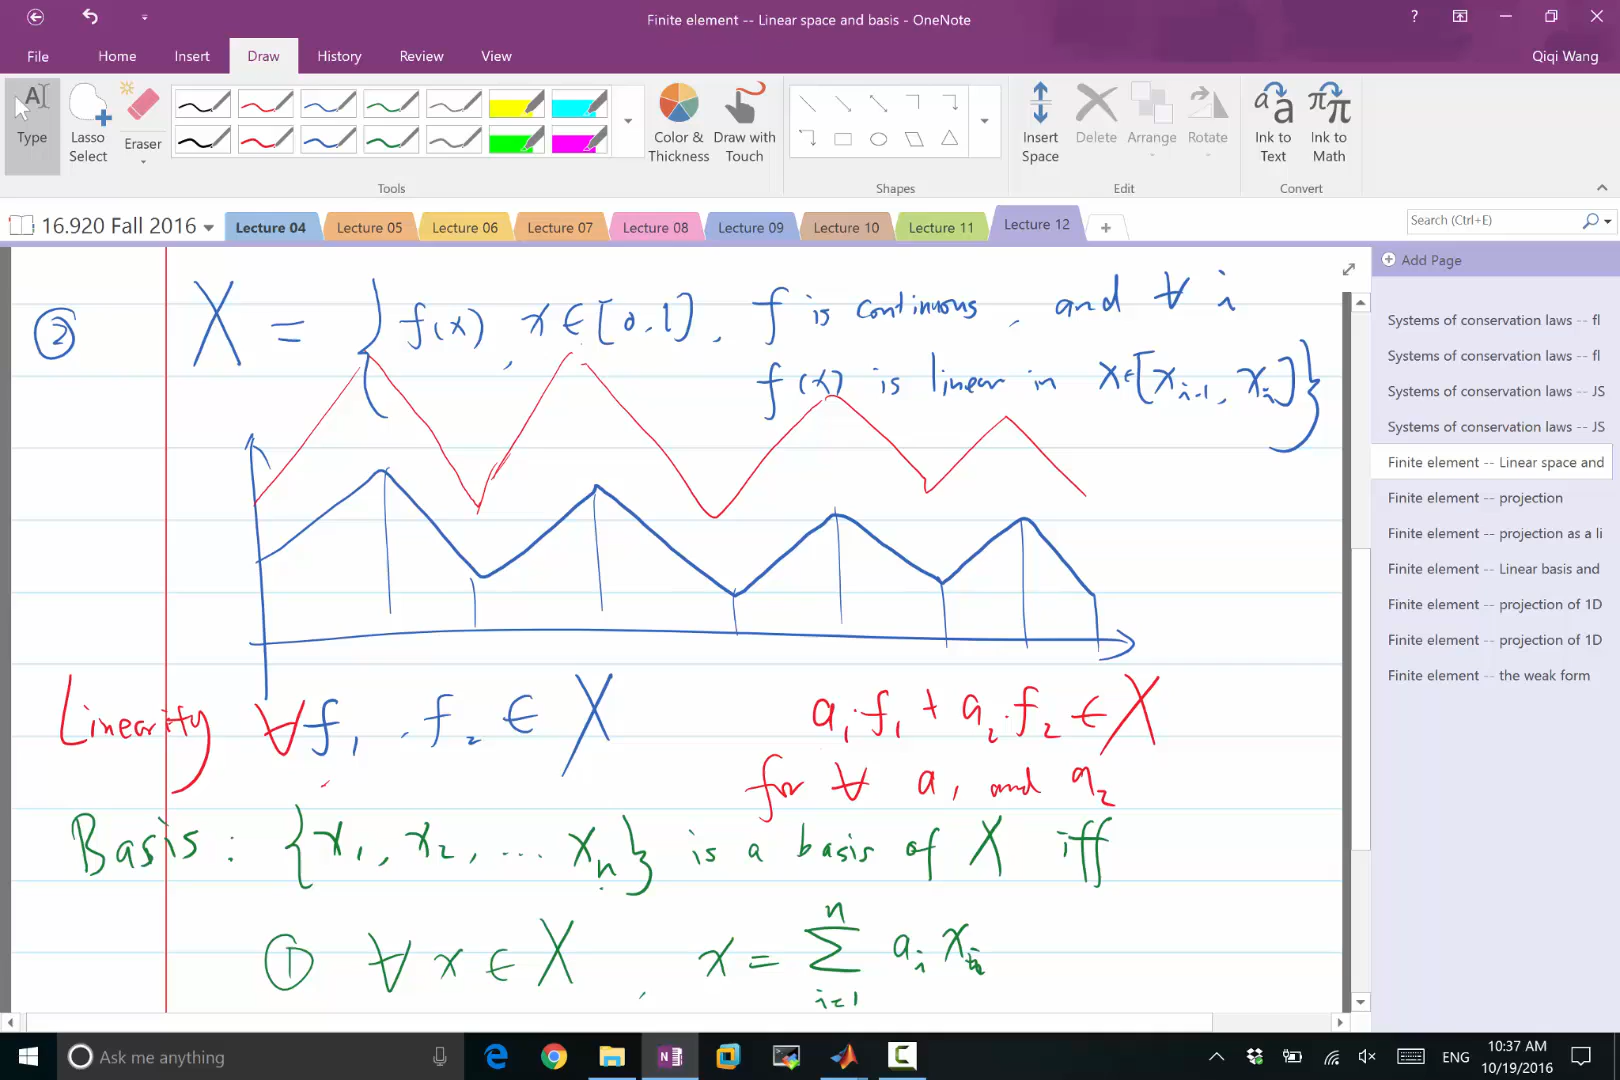 Finite element -- Linear space and basis - OneNote
?
File Home Insert Draw History Review View Qiqi Wang
Type
Lasso Select
Eraser
Color & Thickness
Draw with Touch
Insert Space
Delete
Arrange
Rotate
Ink to Text
Ink to Math
Tools Shapes Edit Convert
16.920 Fall 2016 Lecture 04 Lecture 05 Lecture 06 Lecture 07 Lecture 08 Lecture 09 Lecture 10 Lecture 11 Lecture 12 + Search (Ctrl+E)
Add Page
Systems of conservation laws -- fl
Systems of conservation laws -- fl
Systems of conservation laws -- JS
Systems of conservation laws -- JS
Finite element -- Linear space and
Finite element -- projection
Finite element -- projection as a li
Finite element -- Linear basis and
Finite element -- projection of 1D
Finite element -- projection of 1D
Finite element -- the weak form
② X = { f(x), x ∈ [0,1], f is continuous, and ∀ i
f(x) is linear in x∈[x_{i-1}, x_i] }
Linearity ∀f₁, f₂ ∈ X a₁·f₁ + a₂·f₂ ∈ X
for ∀ a₁ and a₂
Basis: {x₁, x₂, ... xₙ} is a basis of X iff
① ∀ x ∈ X, x = ∑_{i=1}^{n} a_i x_i
Ask me anything
ENG
10:37 AM
10/19/2016